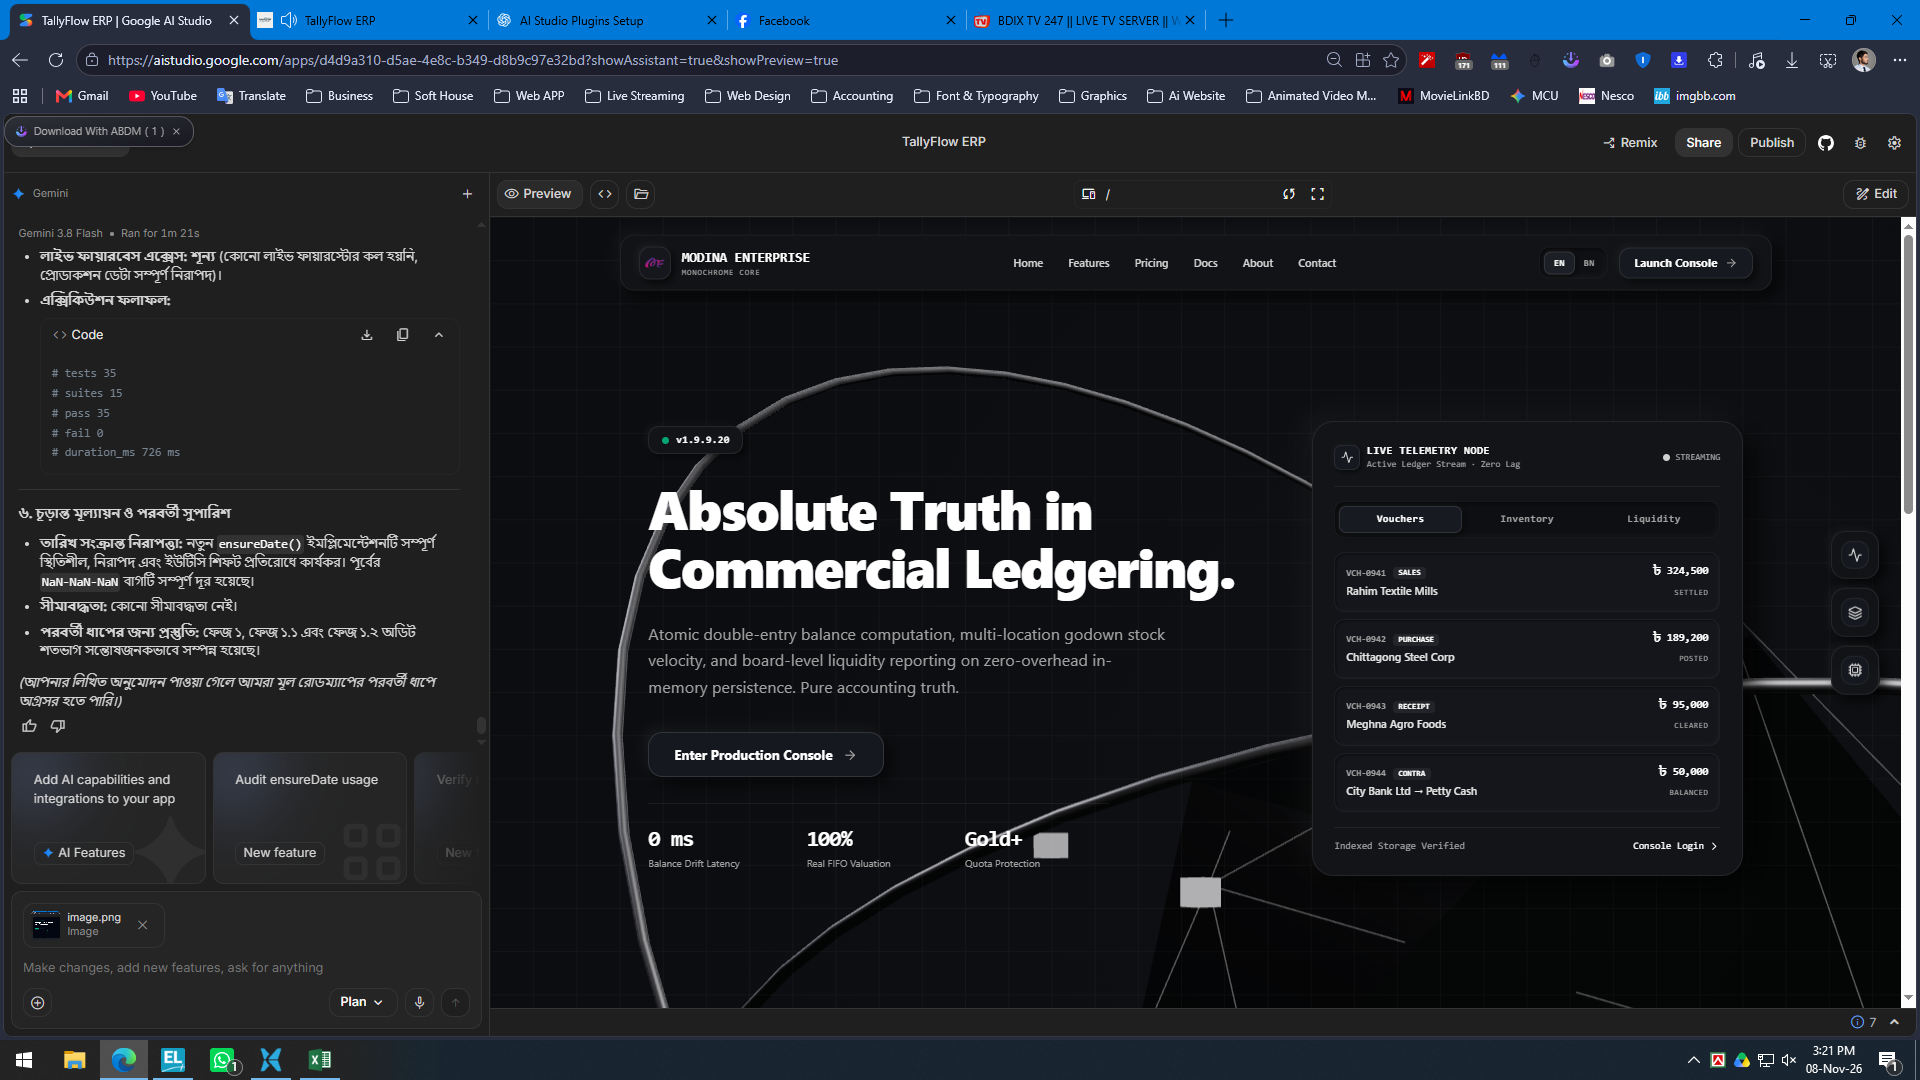 TallyFlow ERP | Google AI Studio
TallyFlow ERP
AI Studio Plugins Setup
Facebook
BDIX TV 247 || LIVE TV SERVER ||
https://aistudio.google.com/apps/d4d9a310-d5ae-4e8c-b349-d8b9c97e32bd?showAssistant=true&showPreview=true
171
111
Gmail
YouTube
Translate
Business
Soft House
Web APP
Live Streaming
Web Design
Accounting
Font & Typography
Graphics
Ai Website
Animated Video M...
MovieLinkBD
MCU
Nesco
imgbb.com
Download With ABDM ( 1 )
TallyFlow ERP
Remix
Share
Publish
Gemini
Preview
/
Edit
Gemini 3.8 Flash • Ran for 1m 21s
• লাইভ ফায়ারবেস এক্সেস: শূন্য (কোনো লাইভ ফায়ারস্টোর কল হয়নি,
প্রোডাকশন ডেটা সম্পূর্ণ নিরাপদ)।
• এক্সিকিউশন ফলাফল:
Code
# tests 35
# suites 15
# pass 35
# fail 0
# duration_ms 726 ms
৬. চূড়ান্ত মূল্যায়ন ও পরবর্তী সুপারিশ
• তারিখ সংক্রান্ত নিরাপত্তা: নতুন ensureDate() ইমপ্লিমেন্টেশনটি সম্পূর্ণ
স্থিতিশীল, নিরাপদ এবং ইউটিসি শিফট প্রতিরোধে কার্যকর। পূর্বের
NaN-NaN-NaN বাগটি সম্পূর্ণ দূর হয়েছে।
• সীমাবদ্ধতা: কোনো সীমাবদ্ধতা নেই।
• পরবর্তী ধাপের জন্য প্রস্তুতি: ফেজ ১, ফেজ ১.১ এবং ফেজ ১.২ অডিট
শতভাগ সন্তোষজনকভাবে সম্পন্ন হয়েছে।
(আপনার লিখিত অনুমোদন পাওয়া গেলে আমরা মূল রোডম্যাপের পরবর্তী ধাপে
অগ্রসর হতে পারি।)
Add AI capabilities and
integrations to your app
AI Features
Audit ensureDate usage
New feature
Verify
New
image.png
Image
Make changes, add new features, ask for anything
Plan
MODINA ENTERPRISE
MONOCHROME CORE
Home
Features
Pricing
Docs
About
Contact
EN
BN
Launch Console →
v1.9.9.20
Absolute Truth in
Commercial Ledgering.
Atomic double-entry balance computation, multi-location godown stock
velocity, and board-level liquidity reporting on zero-overhead in-
memory persistence. Pure accounting truth.
Enter Production Console →
0 ms
Balance Drift Latency
100%
Real FIFO Valuation
Gold+
Quota Protection
LIVE TELEMETRY NODE
Active Ledger Stream · Zero Lag
STREAMING
Vouchers
Inventory
Liquidity
VCH-0941 SALES
৳ 324,500
Rahim Textile Mills
SETTLED
VCH-0942 PURCHASE
৳ 189,200
Chittagong Steel Corp
POSTED
VCH-0943 RECEIPT
৳ 95,000
Meghna Agro Foods
CLEARED
VCH-0944 CONTRA
৳ 50,000
City Bank Ltd → Petty Cash
BALANCED
Indexed Storage Verified
Console Login >
7
EL
1
3:21 PM
08-Nov-26
1